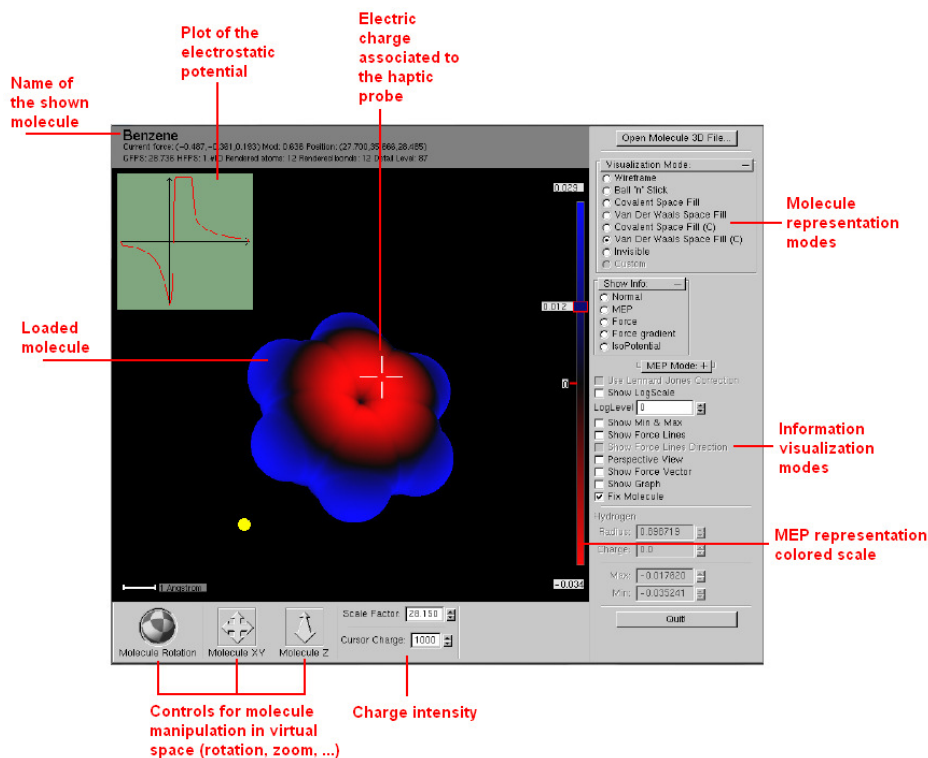 Electric
charge
associated to
the haptic
probe
Plot of the
electrostatic
potential
Name of
the shown
molecule
Benzene
Open Molecule 3D File...
Visualization Mode:
Wireframe
Ball 'n' Stick
Covalent Space Fill
Van Der Waals Space Fill
Covalent Space Fill (C)
Van Der Waals Space Fill (C)
Invisible
Custom
Molecule
representation
modes
0.029
0.012
0
-0.034
Show Info:
Normal
MEP
Force
Force gradient
IsoPotential
Loaded
molecule
MEP Mode: +
Use Lennard Jones Correction
Show LogScale
LogLevel 0
Show Min & Max
Show Force Lines
Show Force Lines Direction
Perspective View
Show Force Vector
Show Graph
Fix Molecule
Information
visualization
modes
Hydrogen
Radius: 0.698719
Charge: 0.0
MEP representation
colored scale
Max: -0.017820
Min: -0.035241
Quit!
1 Angstrom
Molecule Rotation
Molecule XY
Molecule Z
Scale Factor: 28.150
Cursor Charge: 1000
Controls for molecule
manipulation in virtual
space (rotation, zoom, ...)
Charge intensity